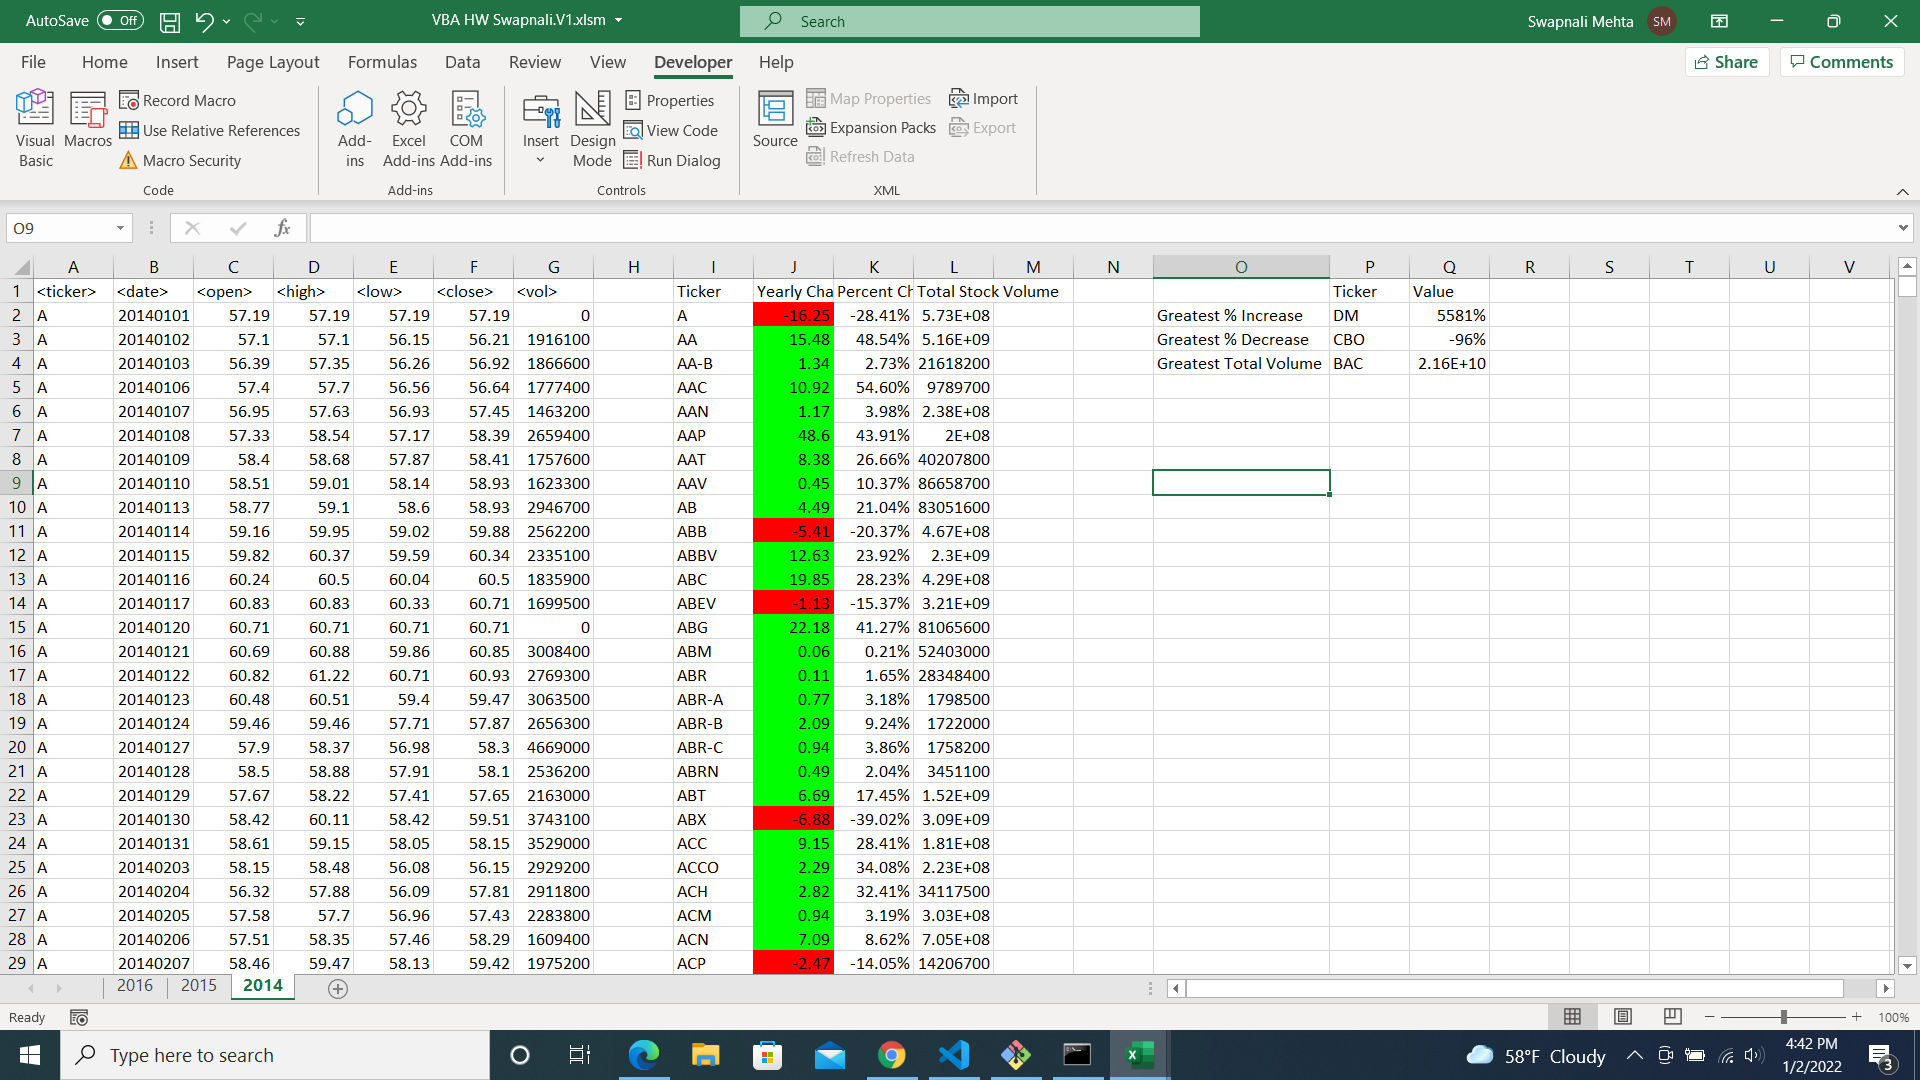 AutoSave Off VBA HW Swapnali.V1.xlsm Search Swapnali Mehta SM
File Home Insert Page Layout Formulas Data Review View Developer Help Share Comments
Visual Basic Macros Record Macro Use Relative References Macro Security Code
Add-ins Excel Add-ins COM Add-ins Add-ins
Insert Design Mode Properties View Code Run Dialog Controls
Source Map Properties Expansion Packs Refresh Data Import Export XML
O9 fx
A B C D E F G H I J K L M N O P Q R S T U V
1 <ticker> <date> <open> <high> <low> <close> <vol> Ticker Yearly Cha Percent Ch Total Stock Volume Ticker Value
2 A 20140101 57.19 57.19 57.19 57.19 0 A -16.25 -28.41% 5.73E+08 Greatest % Increase DM 5581%
3 A 20140102 57.1 57.1 56.15 56.21 1916100 AA 15.48 48.54% 5.16E+09 Greatest % Decrease CBO -96%
4 A 20140103 56.39 57.35 56.26 56.92 1866600 AA-B 1.34 2.73% 21618200 Greatest Total Volume BAC 2.16E+10
5 A 20140106 57.4 57.7 56.56 56.64 1777400 AAC 10.92 54.60% 9789700
6 A 20140107 56.95 57.63 56.93 57.45 1463200 AAN 1.17 3.98% 2.38E+08
7 A 20140108 57.33 58.54 57.17 58.39 2659400 AAP 48.6 43.91% 2E+08
8 A 20140109 58.4 58.68 57.87 58.41 1757600 AAT 8.38 26.66% 40207800
9 A 20140110 58.51 59.01 58.14 58.93 1623300 AAV 0.45 10.37% 86658700
10 A 20140113 58.77 59.1 58.6 58.93 2946700 AB 4.49 21.04% 83051600
11 A 20140114 59.16 59.95 59.02 59.88 2562200 ABB -5.41 -20.37% 4.67E+08
12 A 20140115 59.82 60.37 59.59 60.34 2335100 ABBV 12.63 23.92% 2.3E+09
13 A 20140116 60.24 60.5 60.04 60.5 1835900 ABC 19.85 28.23% 4.29E+08
14 A 20140117 60.83 60.83 60.33 60.71 1699500 ABEV -1.13 -15.37% 3.21E+09
15 A 20140120 60.71 60.71 60.71 60.71 0 ABG 22.18 41.27% 81065600
16 A 20140121 60.69 60.88 59.86 60.85 3008400 ABM 0.06 0.21% 52403000
17 A 20140122 60.82 61.22 60.71 60.93 2769300 ABR 0.11 1.65% 28348400
18 A 20140123 60.48 60.51 59.4 59.47 3063500 ABR-A 0.77 3.18% 1798500
19 A 20140124 59.46 59.46 57.71 57.87 2656300 ABR-B 2.09 9.24% 1722000
20 A 20140127 57.9 58.37 56.98 58.3 4669000 ABR-C 0.94 3.86% 1758200
21 A 20140128 58.5 58.88 57.91 58.1 2536200 ABRN 0.49 2.04% 3451100
22 A 20140129 57.67 58.22 57.41 57.65 2163000 ABT 6.69 17.45% 1.52E+09
23 A 20140130 58.42 60.11 58.42 59.51 3743100 ABX -6.88 -39.02% 3.09E+09
24 A 20140131 58.61 59.15 58.05 58.15 3529000 ACC 9.15 28.41% 1.81E+08
25 A 20140203 58.15 58.48 56.08 56.15 2929200 ACCO 2.29 34.08% 2.23E+08
26 A 20140204 56.32 57.88 56.09 57.81 2911800 ACH 2.82 32.41% 34117500
27 A 20140205 57.58 57.7 56.96 57.43 2283800 ACM 0.94 3.19% 3.03E+08
28 A 20140206 57.51 58.35 57.46 58.29 1609400 ACN 7.09 8.62% 7.05E+08
29 A 20140207 58.46 59.47 58.13 59.42 1975200 ACP -2.47 -14.05% 14206700
2016 2015 2014
Ready 100%
Type here to search 58°F Cloudy 4:42 PM
1/2/2022 3